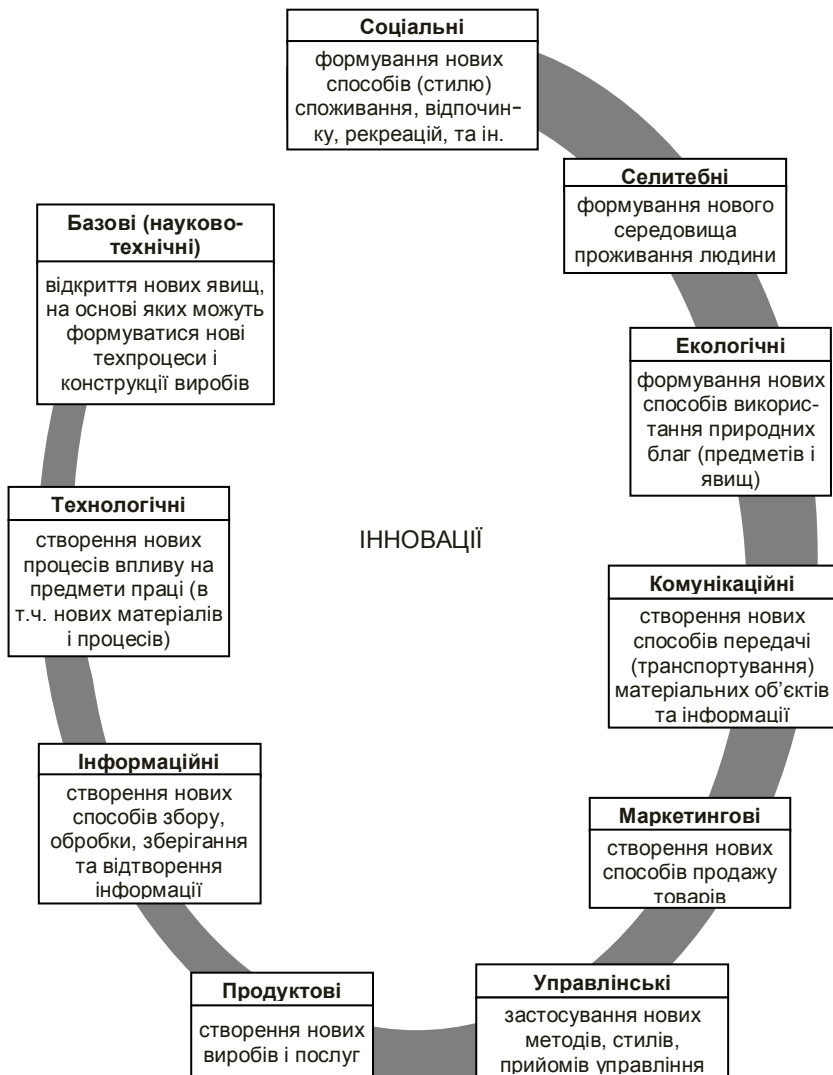 Соціальні
формування нових
способів (стилю)
споживання, відпочин-
ку, рекреацій, та ін.
Селитебні
формування нового
середовища
проживання людини
Базові (науково-
технічні)
відкриття нових явищ,
на основі яких можуть
формуватися нові
техпроцеси і
конструкції виробів
Екологічні
формування нових
способів викорис-
тання природних
благ (предметів і
явищ)
Технологічні
створення нових
процесів впливу на
предмети праці (в
т.ч. нових матеріалів
і процесів)
ІННОВАЦІЇ
Комунікаційні
створення нових
способів передачі
(транспортування)
матеріальних об’єктів
та інформації
Інформаційні
створення нових
способів збору,
обробки, зберігання
та відтворення
інформації
Маркетингові
створення нових
способів продажу
товарів
Продуктові
створення нових
виробів і послуг
Управлінські
застосування нових
методів, стилів,
прийомів управління